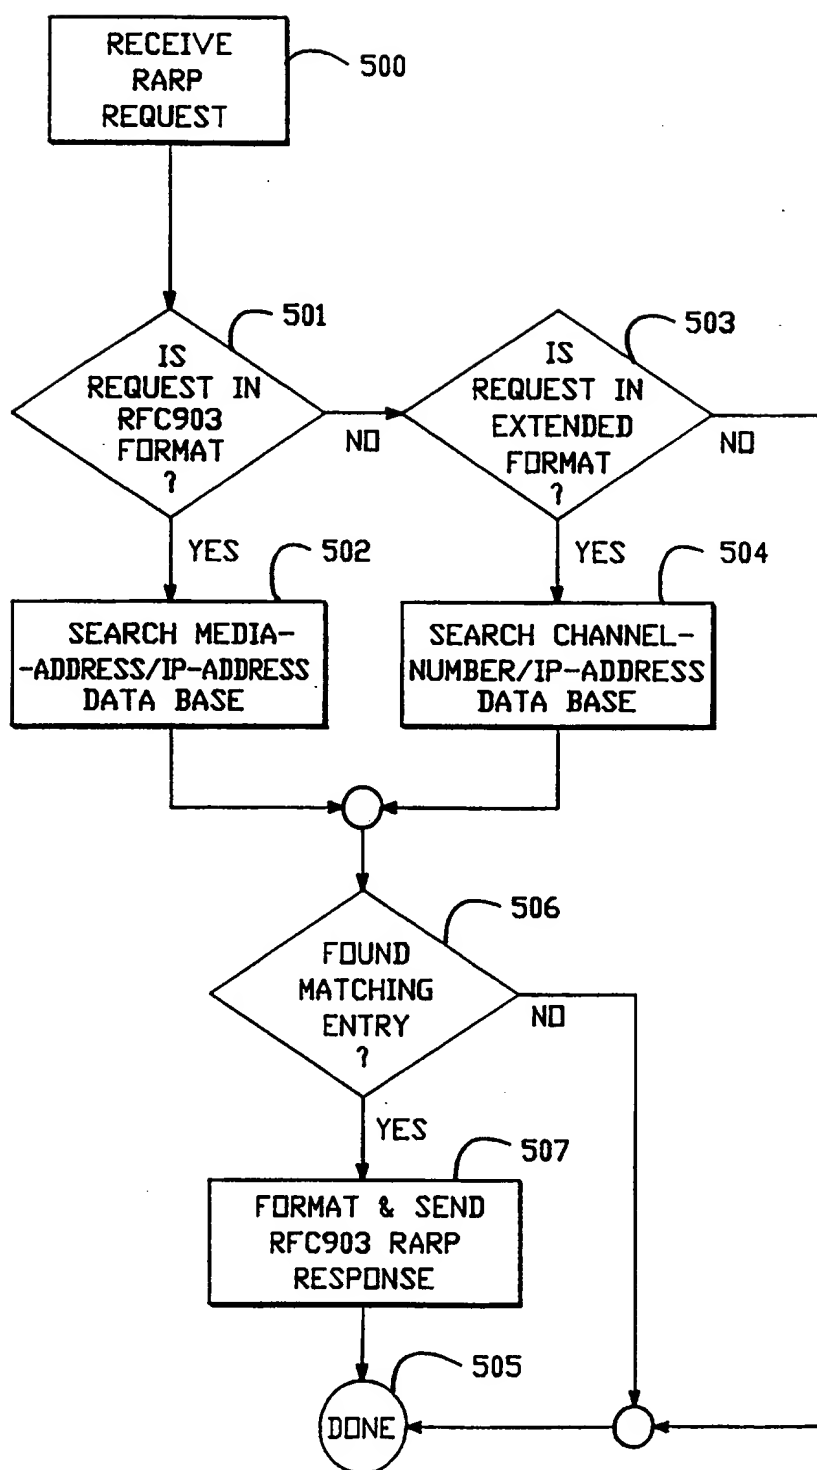 RECEIVE
RARP
REQUEST
500
501
IS
REQUEST IN
RFC903
FORMAT
?
NO
YES
503
IS
REQUEST IN
EXTENDED
FORMAT
?
NO
YES
502
SEARCH MEDIA-
-ADDRESS/IP-ADDRESS
DATA BASE
504
SEARCH CHANNEL-
NUMBER/IP-ADDRESS
DATA BASE
506
FOUND
MATCHING
ENTRY
?
NO
YES
507
FORMAT & SEND
RFC903 RARP
RESPONSE
505
DONE